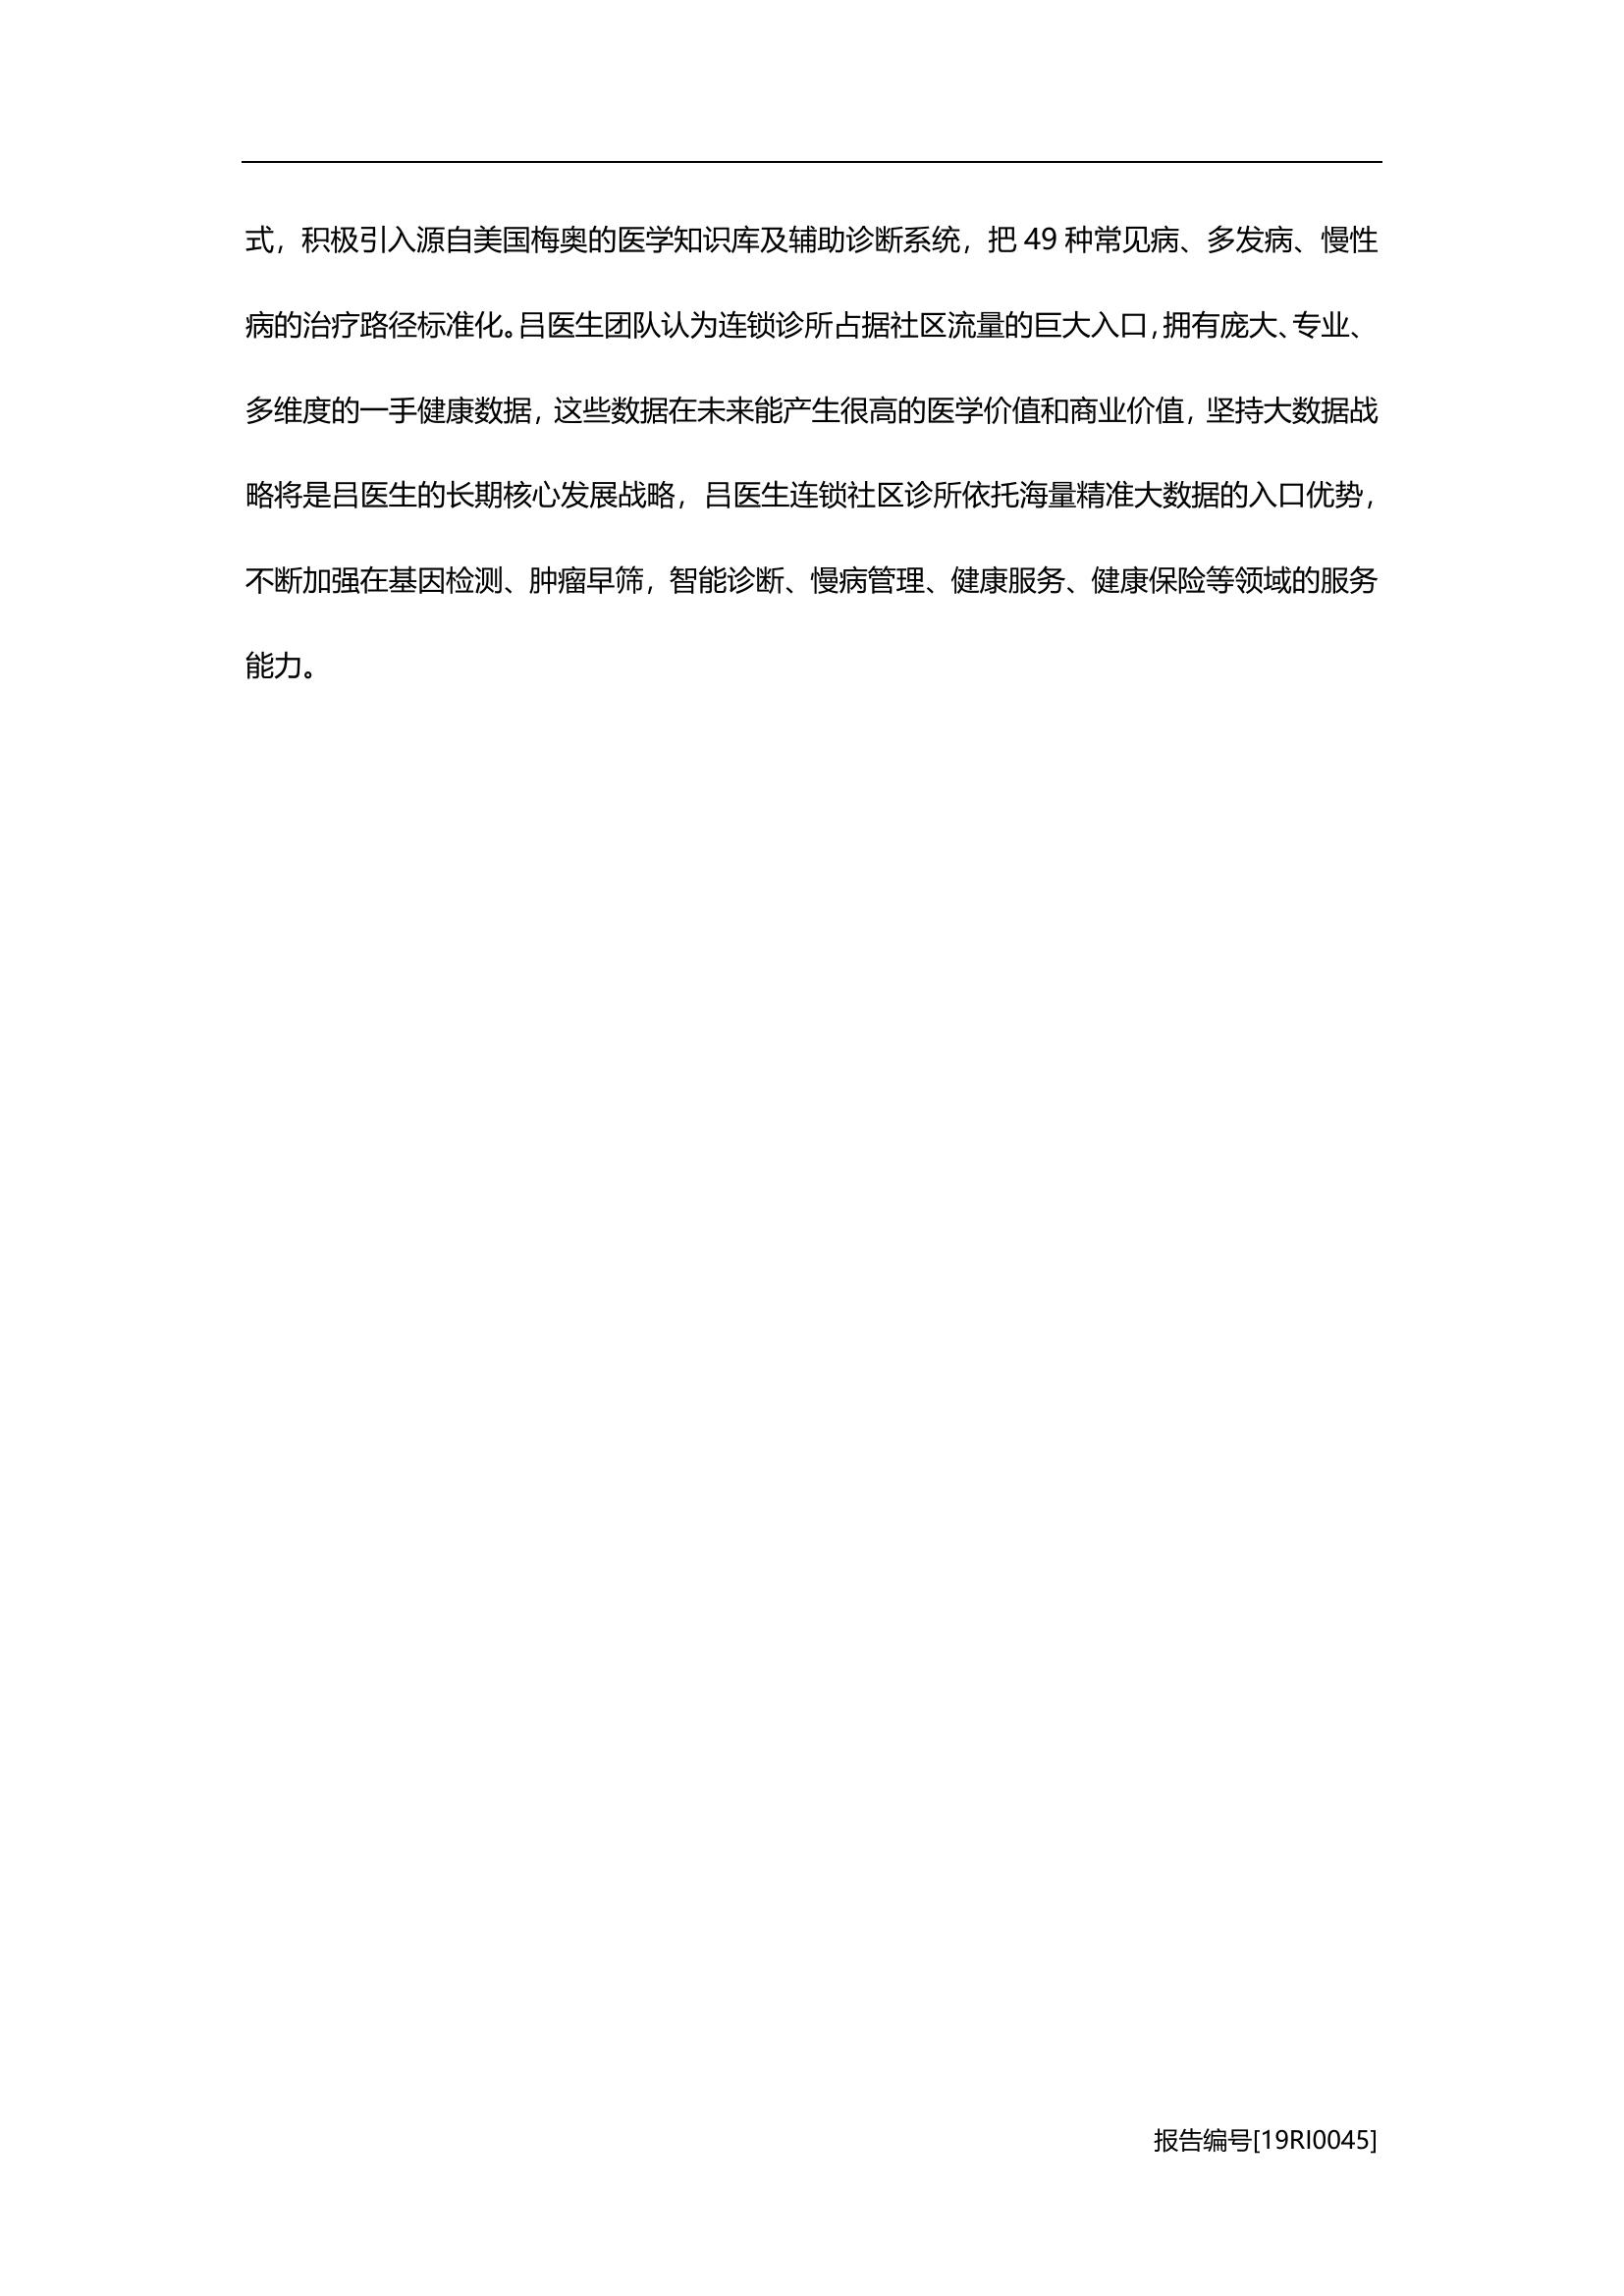 式，积极引入源自美国梅奥的医学知识库及辅助诊断系统，把 49 种常见病、多发病、慢性
病的治疗路径标准化。吕医生团队认为连锁诊所占据社区流量的巨大入口，拥有庞大、专业、
多维度的一手健康数据，这些数据在未来能产生很高的医学价值和商业价值，坚持大数据战
略将是吕医生的长期核心发展战略，吕医生连锁社区诊所依托海量精准大数据的入口优势，
不断加强在基因检测、肿瘤早筛，智能诊断、慢病管理、健康服务、健康保险等领域的服务
能力。
报告编号[19RI0045]